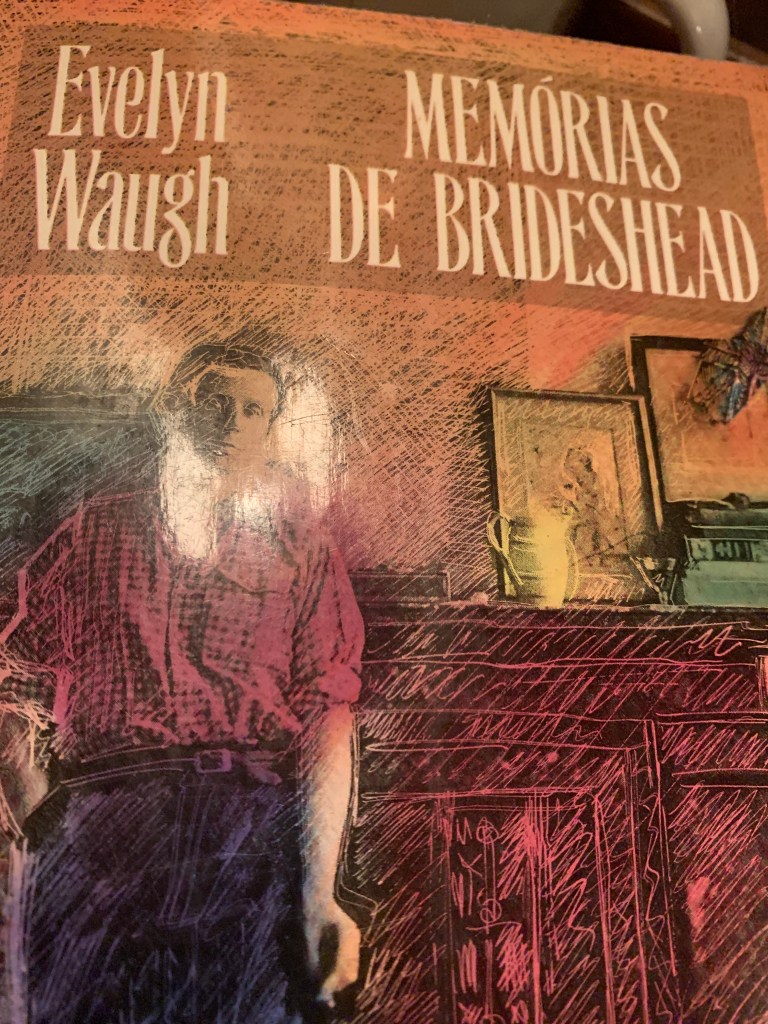 Evelyn
Waugh
MEMÓRIAS
DE BRIDESHEAD